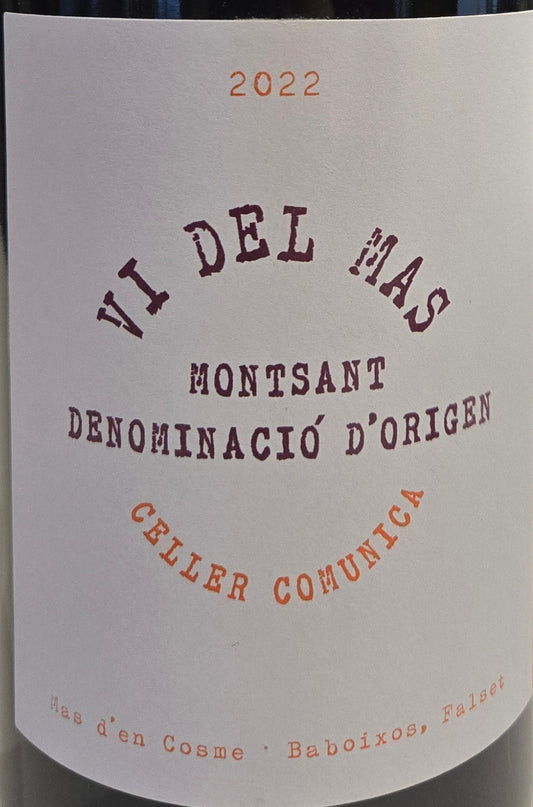 2022
VI DEL MAS
MONTSANT
DENOMINACIÓ D'ORIGEN
CELLER COMUNICA
Mas d'en Cosme · Baboixos, Falset